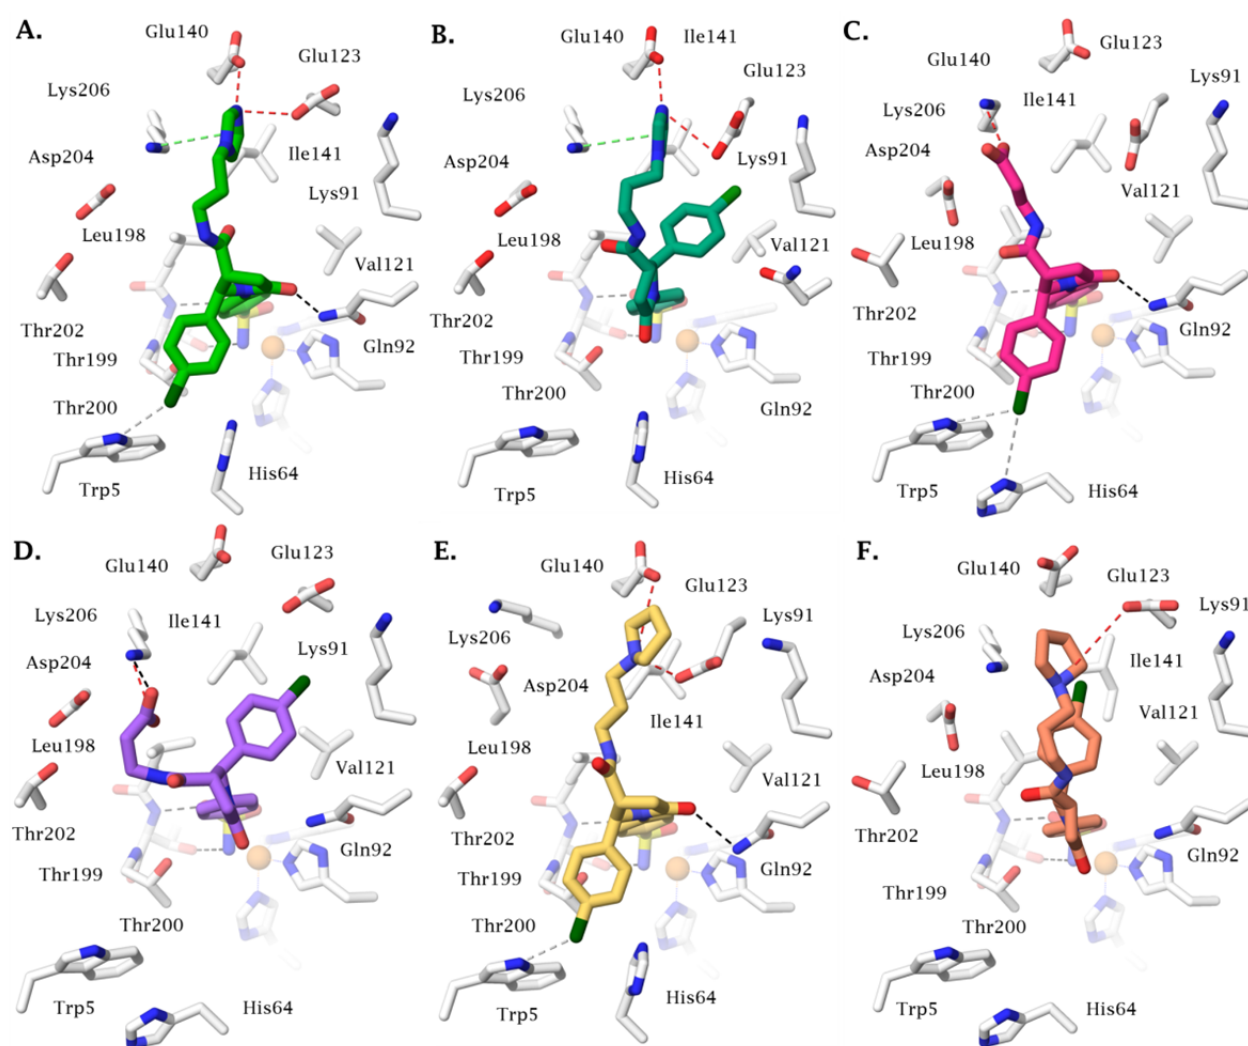 A.
Glu140
Glu123
Lys206
Asp204
Ile141
Lys91
Leu198
Val121
Thr202
Gln92
Thr199
Thr200
His64
Trp5
B.
Glu140
Ile141
Glu123
Lys206
Asp204
Lys91
Leu198
Val121
Thr202
Thr199
Thr200
Gln92
His64
Trp5
C.
Glu123
Glu140
Lys91
Lys206
Ile141
Asp204
Val121
Leu198
Thr202
Gln92
Thr199
Thr200
Trp5
His64
D.
Glu123
Glu140
Lys206
Ile141
Asp204
Lys91
Leu198
Val121
Thr202
Gln92
Thr199
Thr200
Trp5
His64
E.
Glu140
Glu123
Lys91
Lys206
Asp204
Ile141
Leu198
Val121
Thr202
Gln92
Thr199
Thr200
His64
Trp5
F.
Glu140
Glu123
Lys91
Lys206
Ile141
Asp204
Val121
Leu198
Thr202
Gln92
Thr199
Thr200
Trp5
His64